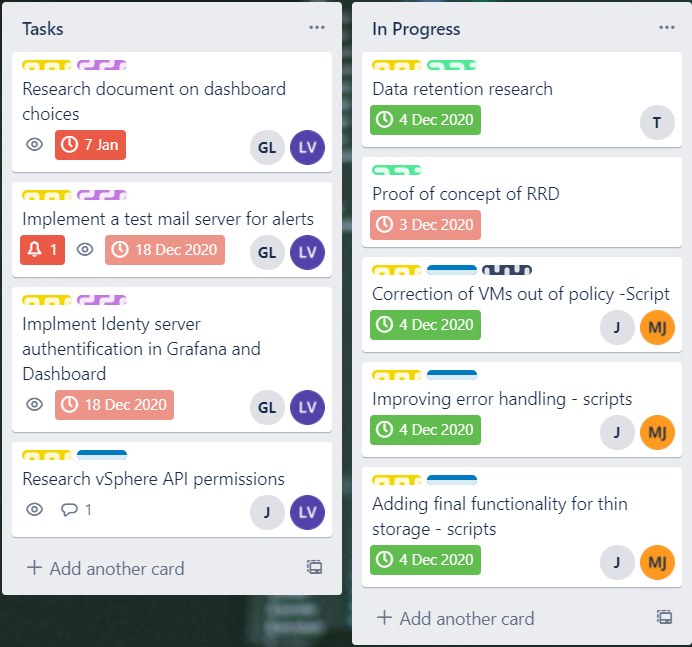 Tasks
Research document on dashboard
choices
7 Jan
GL
LV
Implement a test mail server for alerts
1
18 Dec 2020
GL
LV
Implment Identy server
authentification in Grafana and
Dashboard
18 Dec 2020
GL
LV
Research vSphere API permissions
1
J
LV
+ Add another card
In Progress
Data retention research
4 Dec 2020
T
Proof of concept of RRD
3 Dec 2020
Correction of VMs out of policy -Script
4 Dec 2020
J
MJ
Improving error handling - scripts
4 Dec 2020
J
MJ
Adding final functionality for thin
storage - scripts
4 Dec 2020
J
MJ
+ Add another card